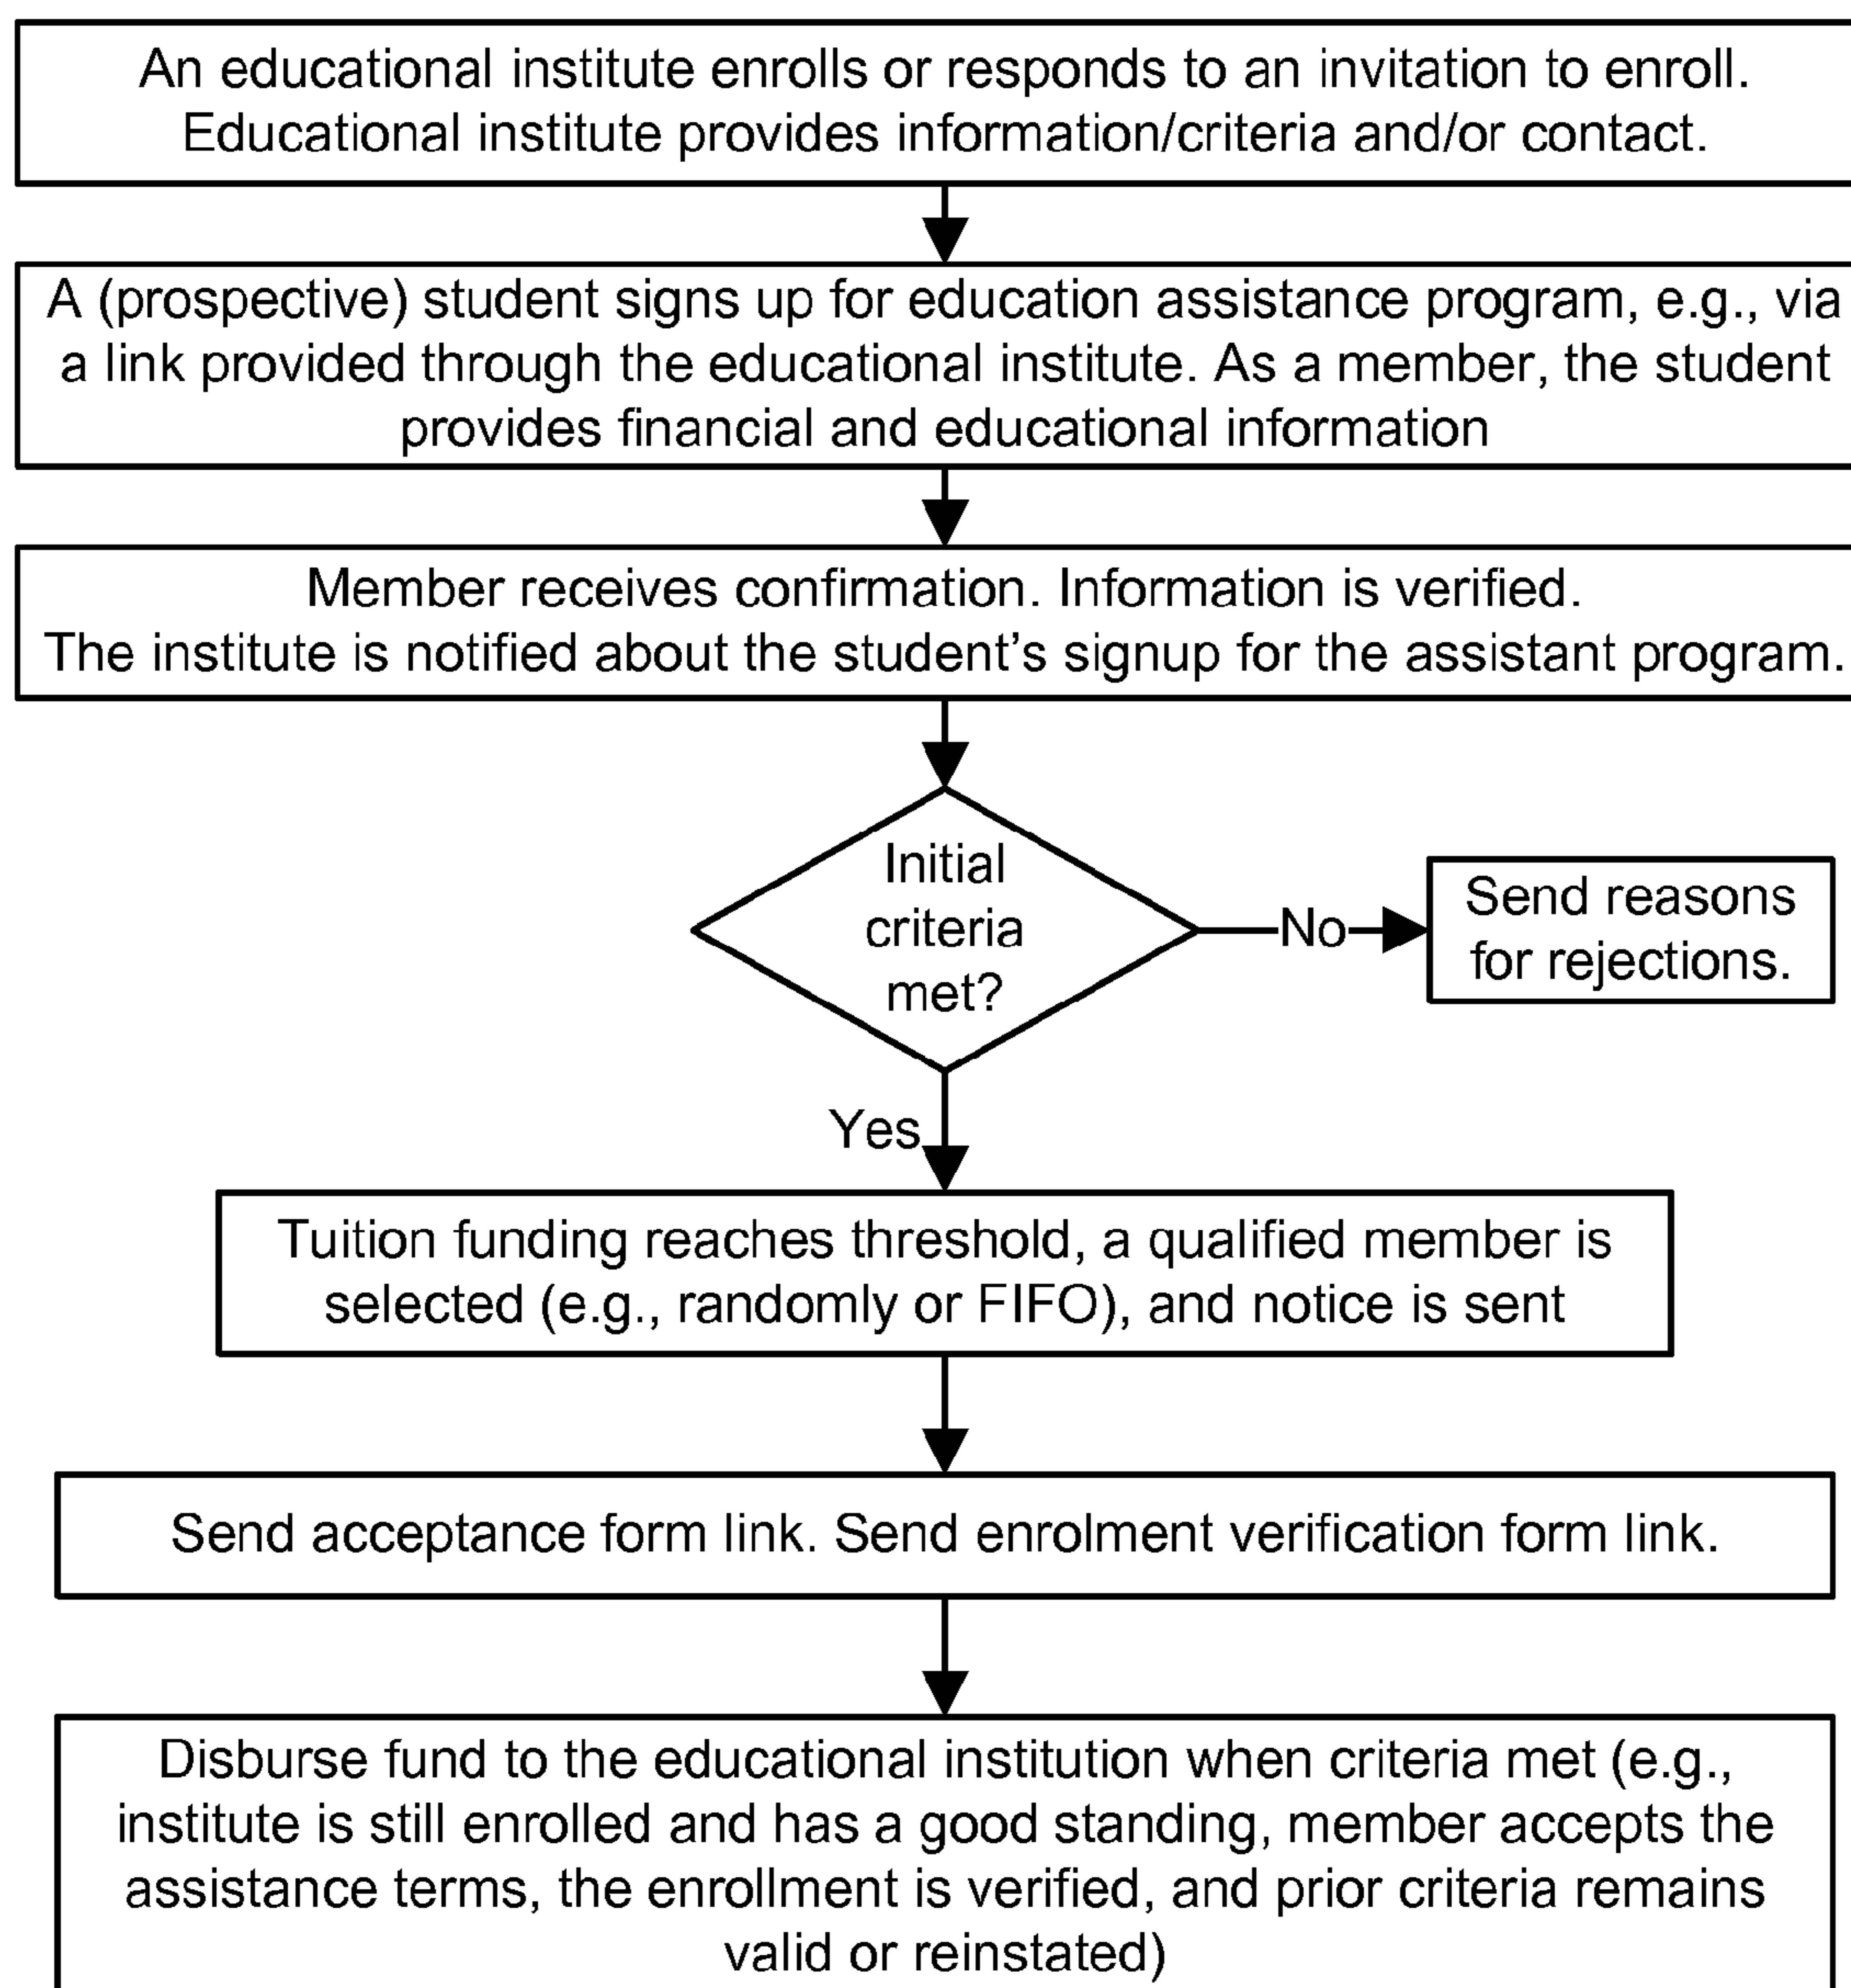 An educational institute enrolls or responds to an invitation to enroll.
Educational institute provides information/criteria and/or contact.
A (prospective) student signs up for education assistance program, e.g., via
a link provided through the educational institute. As a member, the student
provides financial and educational information
Member receives confirmation. Information is verified.
The institute is notified about the student’s signup for the assistant program.
Initial
criteria
met?
No
Send reasons
for rejections.
Yes
Tuition funding reaches threshold, a qualified member is
selected (e.g., randomly or FIFO), and notice is sent
Send acceptance form link. Send enrolment verification form link.
Disburse fund to the educational institution when criteria met (e.g.,
institute is still enrolled and has a good standing, member accepts the
assistance terms, the enrollment is verified, and prior criteria remains
valid or reinstated)